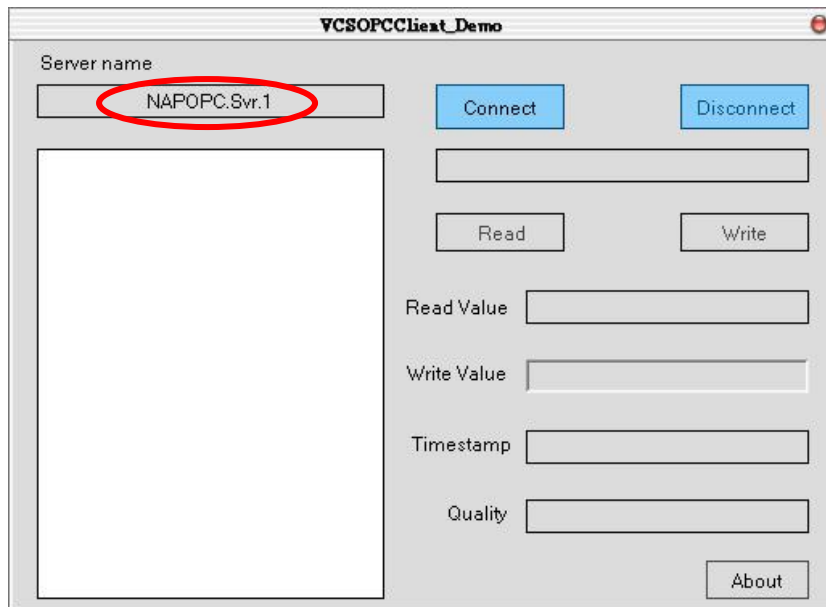 VCSOPCClient_Demo
Server name
NAPOPC.Svr.1
Connect
Disconnect
Read
Write
Read Value
Write Value
Timestamp
Quality
About